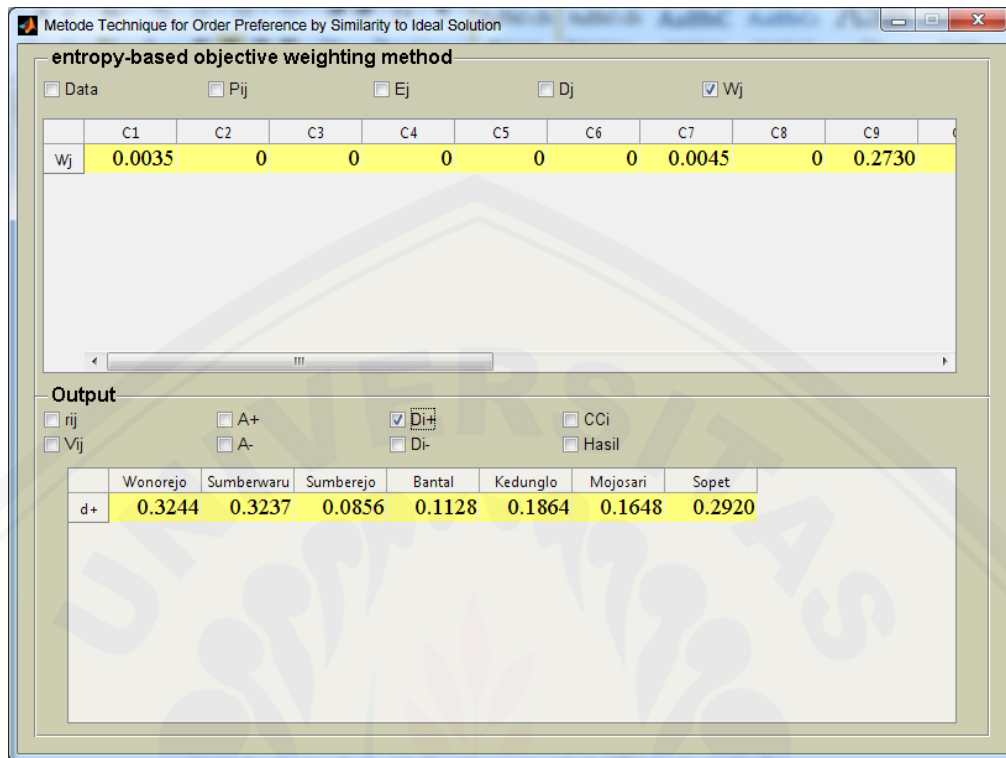 Metode Technique for Order Preference by Similarity to Ideal Solution
entropy-based objective weighting method
Data Pij Ej Dj Wj
C1 C2 C3 C4 C5 C6 C7 C8 C9
Wj 0.0035 0 0 0 0 0 0.0045 0 0.2730
Output
rij A+ Di+ CCi
Vij A- Di- Hasil
Wonorejo Sumberwaru Sumberejo Bantal Kedunglo Mojosari Sopet
d+ 0.3244 0.3237 0.0856 0.1128 0.1864 0.1648 0.2920
UNIVERSITAS